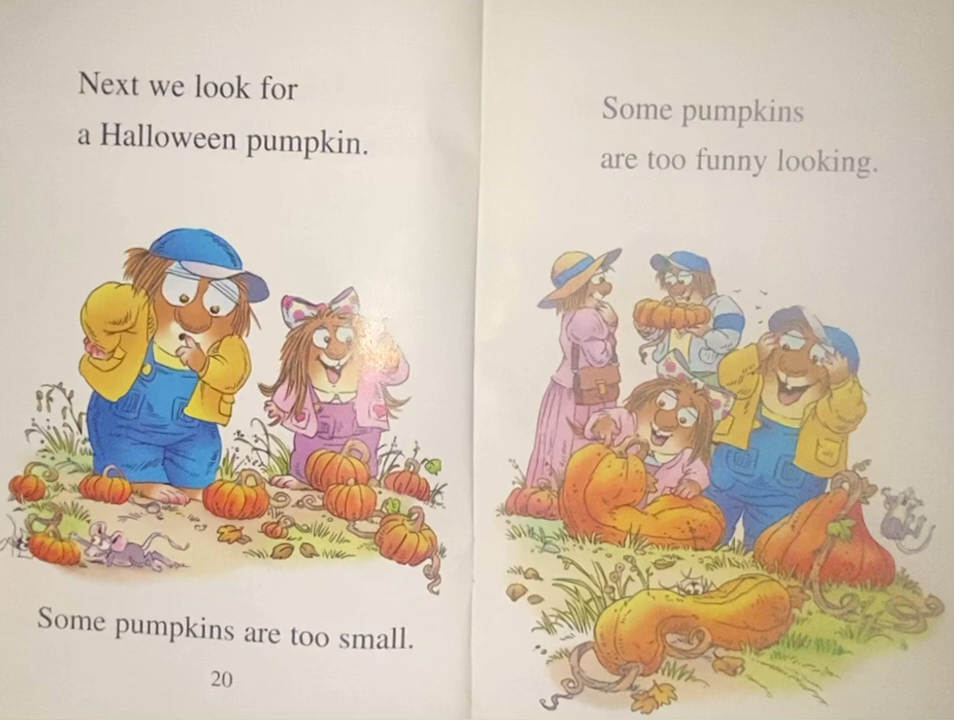 Next we look for
a Halloween pumpkin.
Some pumpkins are too small.
20
Some pumpkins
are too funny looking.